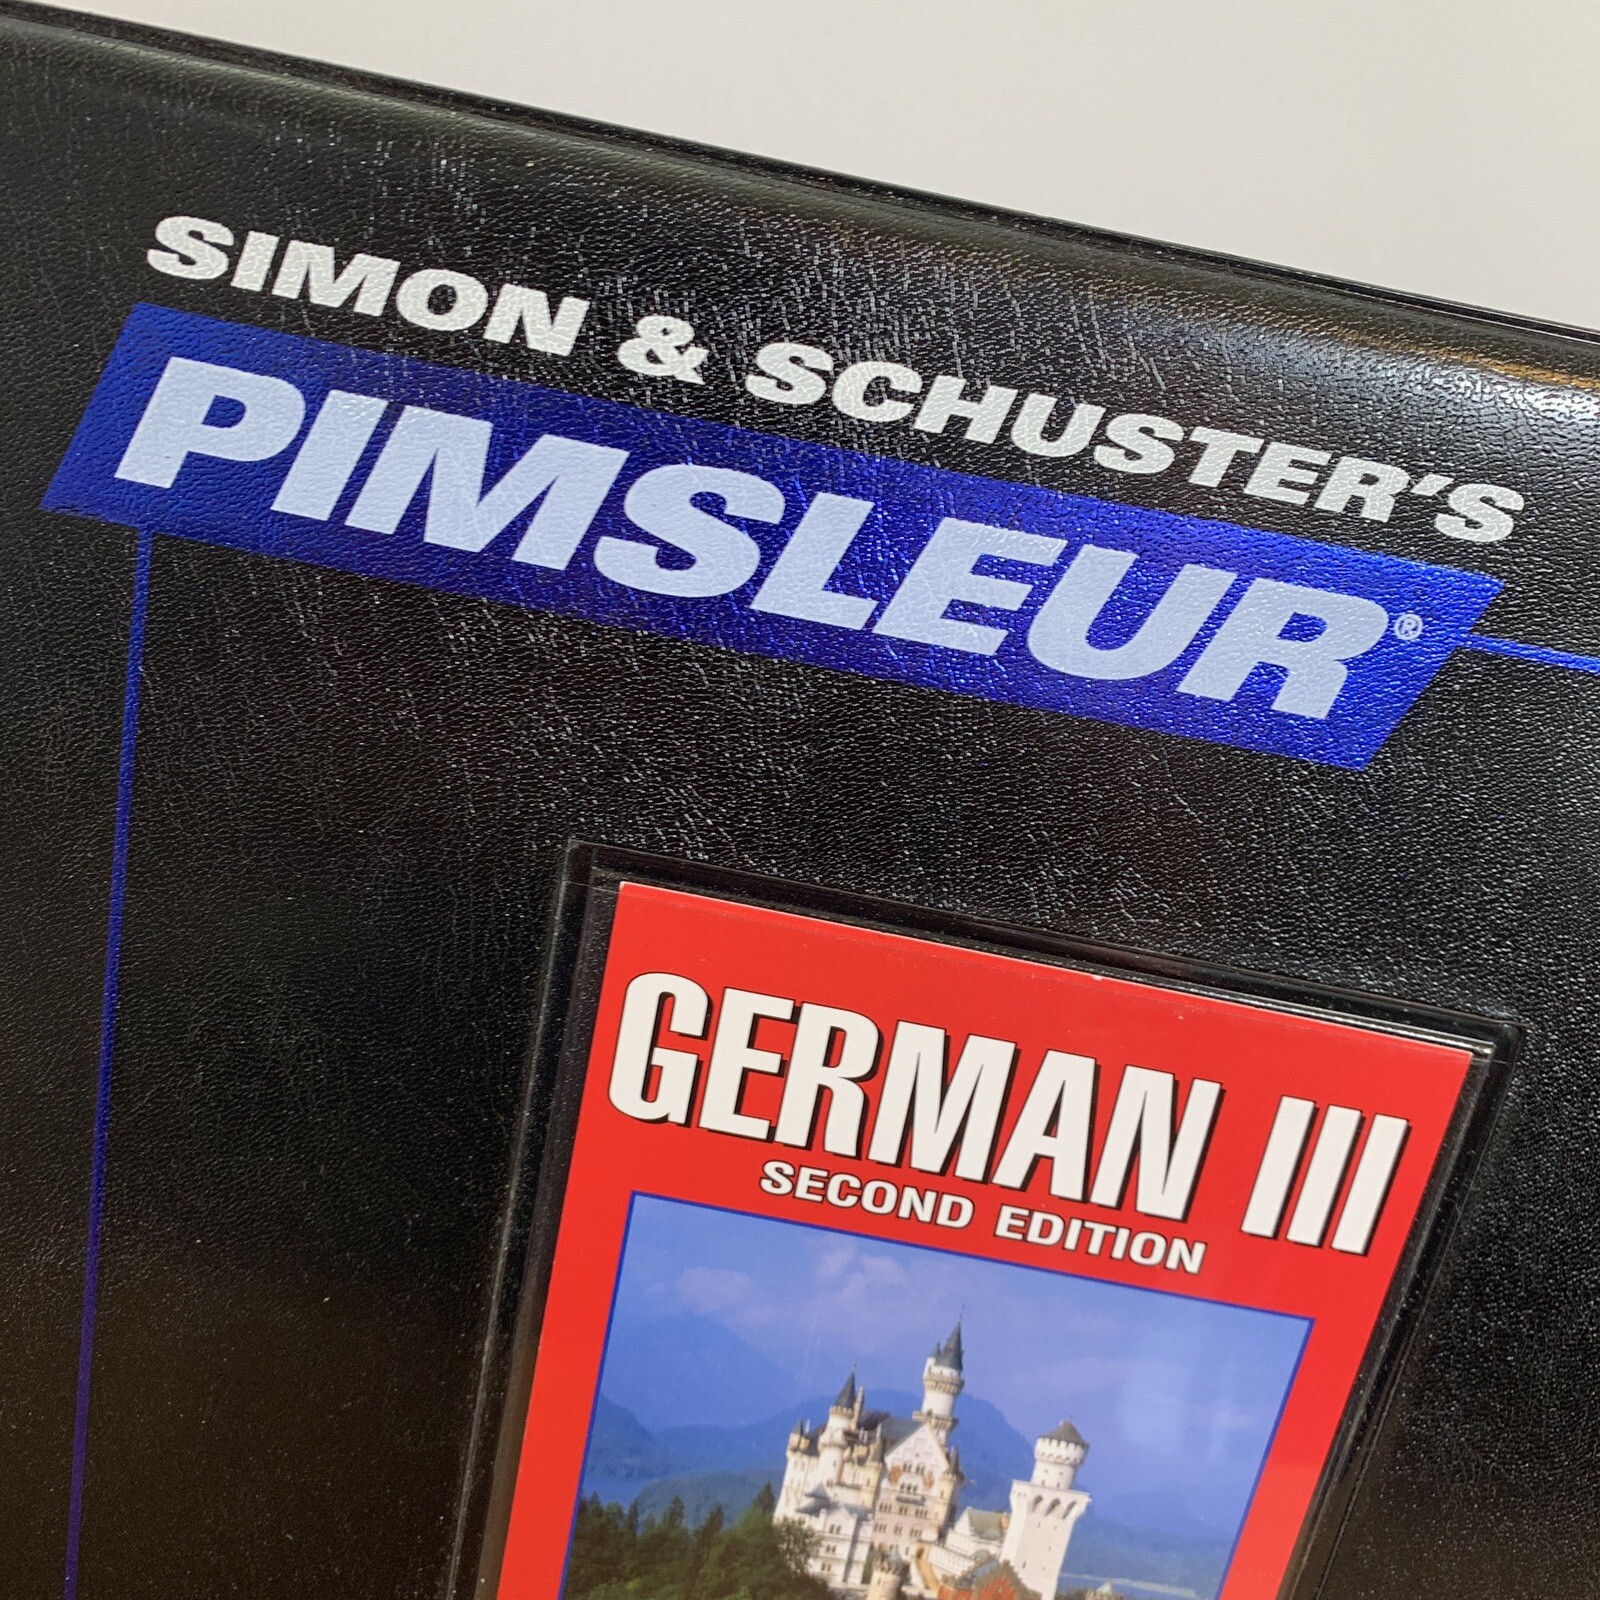 SIMON & SCHUSTER'S
PIMSLEUR®
GERMAN III
SECOND EDITION